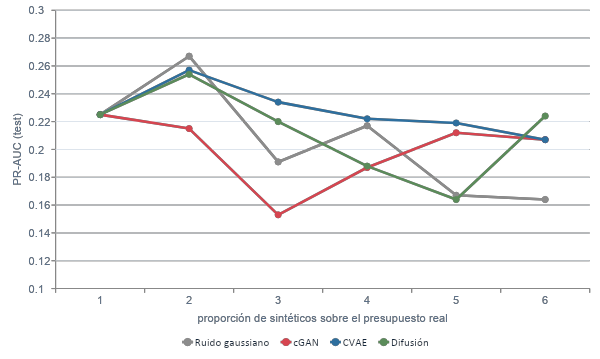 0.3
0.28
0.26
0.24
0.22
0.2
0.18
0.16
0.14
0.12
0.1
PR-AUC (test)
1 2 3 4 5 6
proporción de sintéticos sobre el presupuesto real
Ruido gaussiano cGAN CVAE Difusión